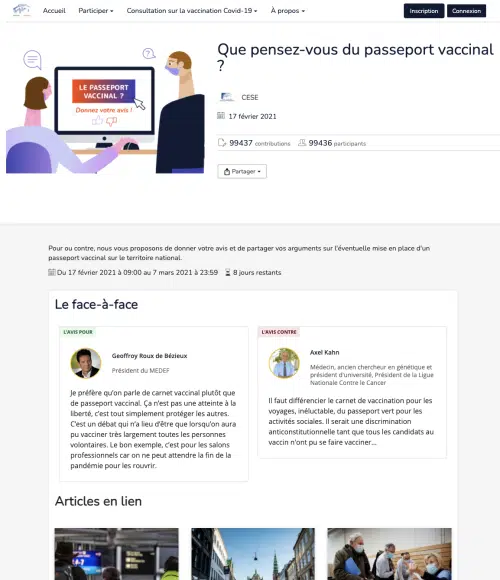 Accueil Participer Consultation sur la vaccination Covid-19 À propos Inscription Connexion
LE PASSEPORT
VACCINAL ?
Donnez votre avis !
Que pensez-vous du passeport vaccinal
?
CESE
17 février 2021
99437 contributions 99436 participants
Partager
Pour ou contre, nous vous proposons de donner votre avis et de partager vos arguments sur l'éventuelle mise en place d'un
passeport vaccinal sur le territoire national.
Du 17 février 2021 à 09:00 au 7 mars 2021 à 23:59 8 jours restants
Le face-à-face
L'AVIS POUR
Geoffroy Roux de Bézieux
Président du MEDEF
Je préfère qu'on parle de carnet vaccinal plutôt que
de passeport vaccinal. Ça n'est pas une atteinte à la
liberté, c'est tout simplement protéger les autres.
C'est un débat qui n'a lieu d'être que lorsqu'on aura
pu vacciner très largement toutes les personnes
volontaires. Le bon exemple, c'est pour les salons
professionnels car on ne peut attendre la fin de la
pandémie pour les rouvrir.
L'AVIS CONTRE
Axel Kahn
Médecin, ancien chercheur en génétique et
président d'université, Président de la Ligue
Nationale Contre le Cancer
Il faut différencier le carnet de vaccination pour les
voyages, inéluctable, du passeport vert pour les
activités sociales. Il serait une discrimination
anticonstitutionnelle tant que tous les candidats au
vaccin n'ont pu se faire vacciner...
Articles en lien